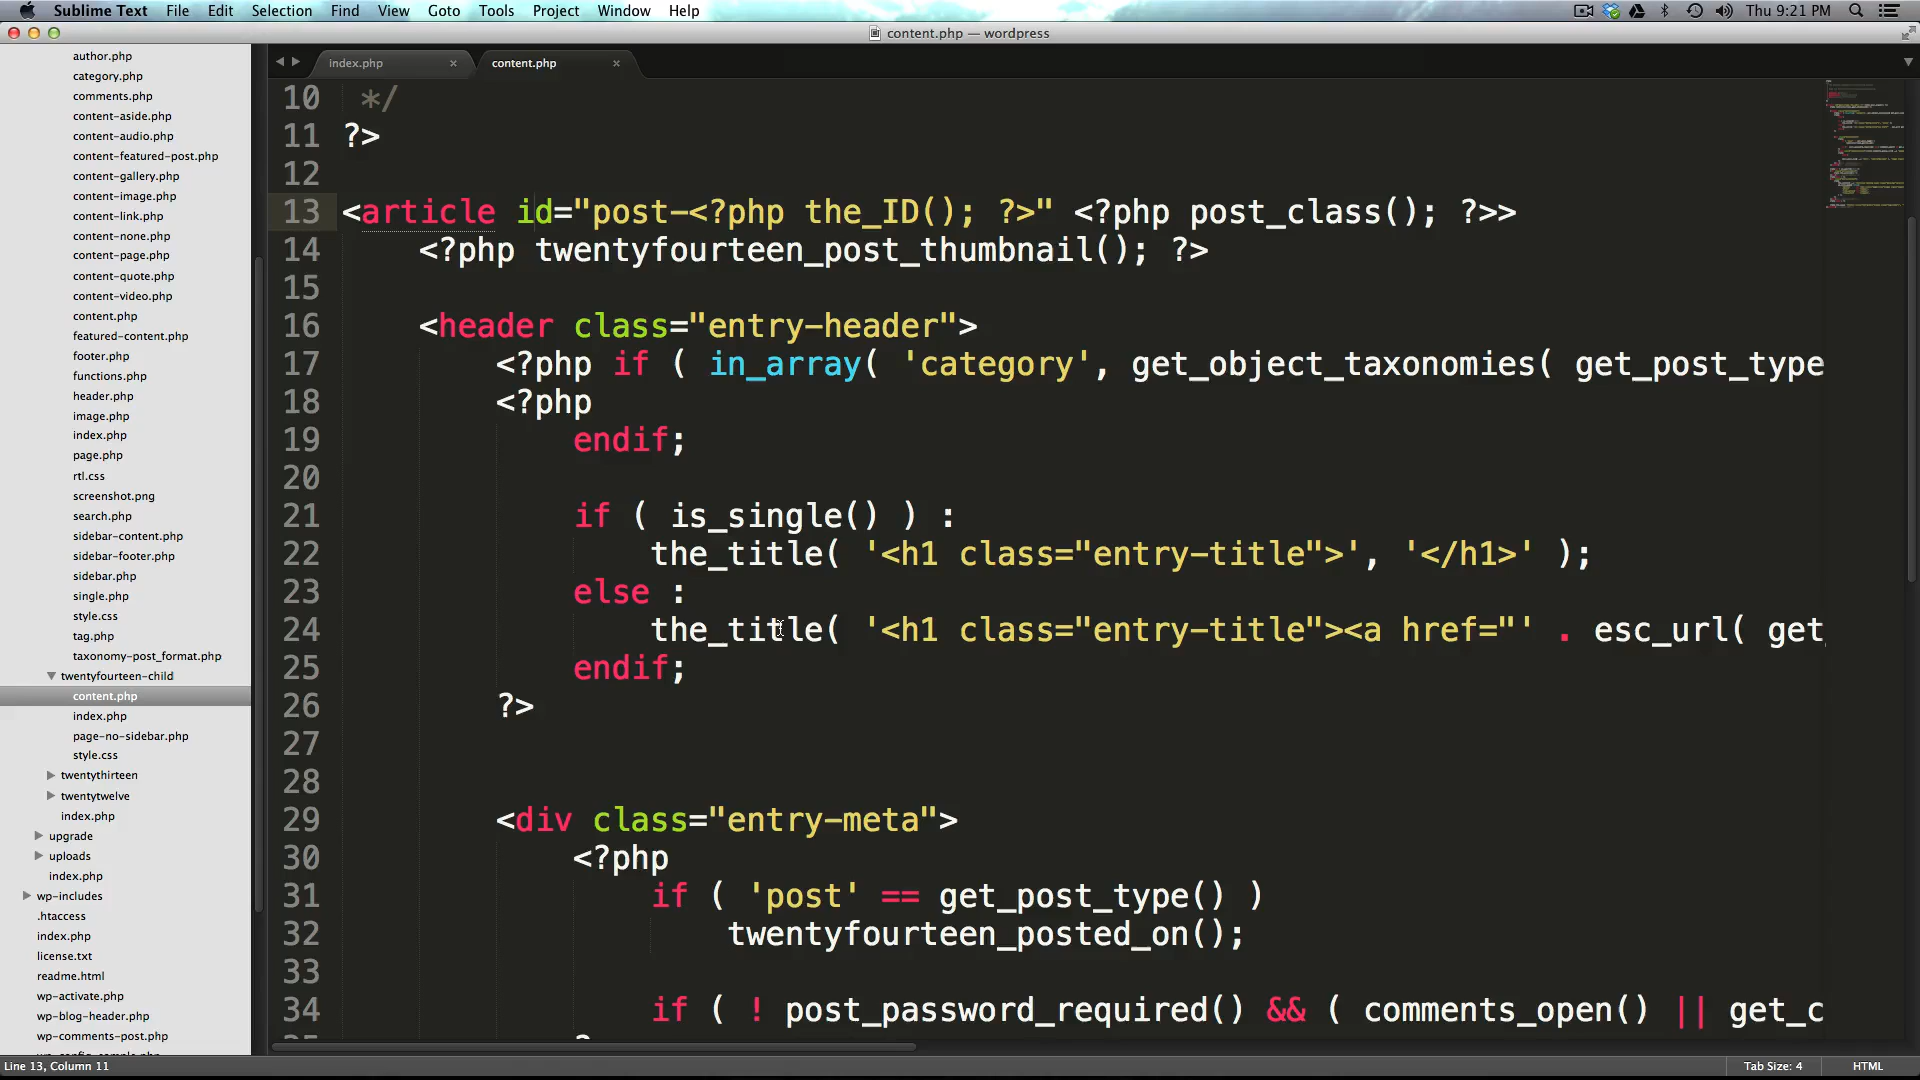 Sublime Text File Edit Selection Find View Goto Tools Project Window Help Thu 9:21 PM
content.php — wordpress
index.php content.php
author.php
category.php
comments.php
content-aside.php
content-audio.php
content-featured-post.php
content-gallery.php
content-image.php
content-link.php
content-none.php
content-page.php
content-quote.php
content-video.php
content.php
featured-content.php
footer.php
functions.php
header.php
image.php
index.php
page.php
rtl.css
screenshot.png
search.php
sidebar-content.php
sidebar-footer.php
sidebar.php
single.php
style.css
tag.php
taxonomy-post_format.php
twentyfourteen-child
content.php
index.php
page-no-sidebar.php
style.css
twentythirteen
twentytwelve
index.php
upgrade
uploads
index.php
wp-includes
.htaccess
index.php
license.txt
readme.html
wp-activate.php
wp-blog-header.php
wp-comments-post.php
10 */
11 ?>
12
13 <article id="post-<?php the_ID(); ?>" <?php post_class(); ?>>
14 <?php twentyfourteen_post_thumbnail(); ?>
15
16 <header class="entry-header">
17 <?php if ( in_array( 'category', get_object_taxonomies( get_post_type
18 <?php
19 endif;
20
21 if ( is_single() ) :
22 the_title( '<h1 class="entry-title">', '</h1>' );
23 else :
24 the_title( '<h1 class="entry-title"><a href="' . esc_url( get_
25 endif;
26 ?>
27
28
29 <div class="entry-meta">
30 <?php
31 if ( 'post' == get_post_type() )
32 twentyfourteen_posted_on();
33
34 if ( ! post_password_required() && ( comments_open() || get_c
Line 13, Column 11 Tab Size: 4 HTML